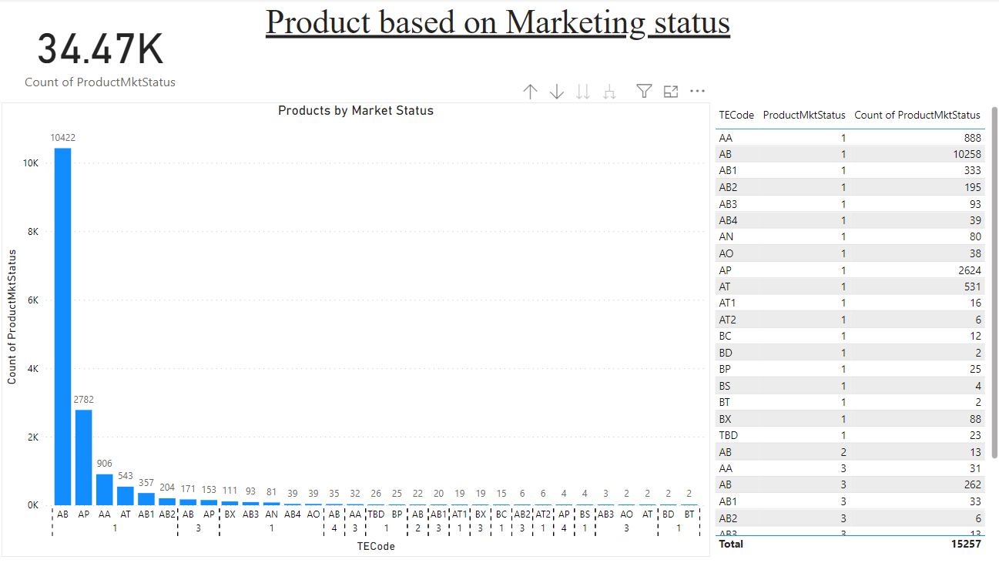 Product based on Marketing status
34.47K
Count of ProductMktStatus
Products by Market Status
Count of ProductMktStatus
10K
8K
6K
4K
2K
0K
10422 2782 906 543 357 204 171 153 111 93 81 39 39 35 32 26 25 22 20 19 19 15 6 6 4 4 3 2 2 2 2
AB AP AA AT AB1 AB2 AB AP BX AB3 AN AB4 AO AB AA TBD BP AB AB1 AT1 BX BC AB2 AT2 AP BS AB3 AO AT BD BT
1 3 1 4 3 1 2 3 1 3 1 3 1 4 1 3 1
TECode
TECode ProductMktStatus Count of ProductMktStatus
AA 1 888
AB 1 10258
AB1 1 333
AB2 1 195
AB3 1 93
AB4 1 39
AN 1 80
AO 1 38
AP 1 2624
AT 1 531
AT1 1 16
AT2 1 6
BC 1 12
BD 1 2
BP 1 25
BS 1 4
BT 1 2
BX 1 88
TBD 1 23
AB 2 13
AA 3 31
AB 3 262
AB1 3 33
AB2 3 6
AB3 3 13
Total 15257